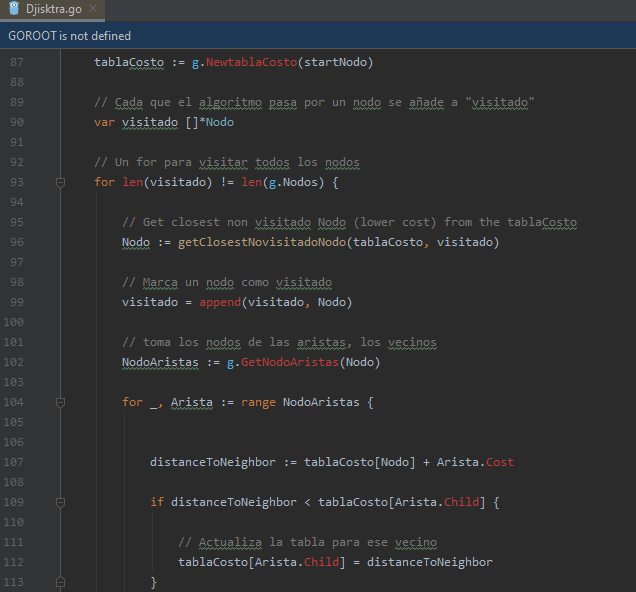 Djisktra.go
GOROOT is not defined
87 tablaCosto := g.NewtablaCosto(startNodo)
88
89 // Cada que el algoritmo pasa por un nodo se añade a "visitado"
90 var visitado []*Nodo
91
92 // Un for para visitar todos los nodos
93 for len(visitado) != len(g.Nodos) {
94
95 // Get closest non visitado Nodo (lower cost) from the tablaCosto
96 Nodo := getClosestNovisitadoNodo(tablaCosto, visitado)
97
98 // Marca un nodo como visitado
99 visitado = append(visitado, Nodo)
100
101 // toma los nodos de las aristas, los vecinos
102 NodoAristas := g.GetNodoAristas(Nodo)
103
104 for _, Arista := range NodoAristas {
105
106
107 distanceToNeighbor := tablaCosto[Nodo] + Arista.Cost
108
109 if distanceToNeighbor < tablaCosto[Arista.Child] {
110
111 // Actualiza la tabla para ese vecino
112 tablaCosto[Arista.Child] = distanceToNeighbor
113 }